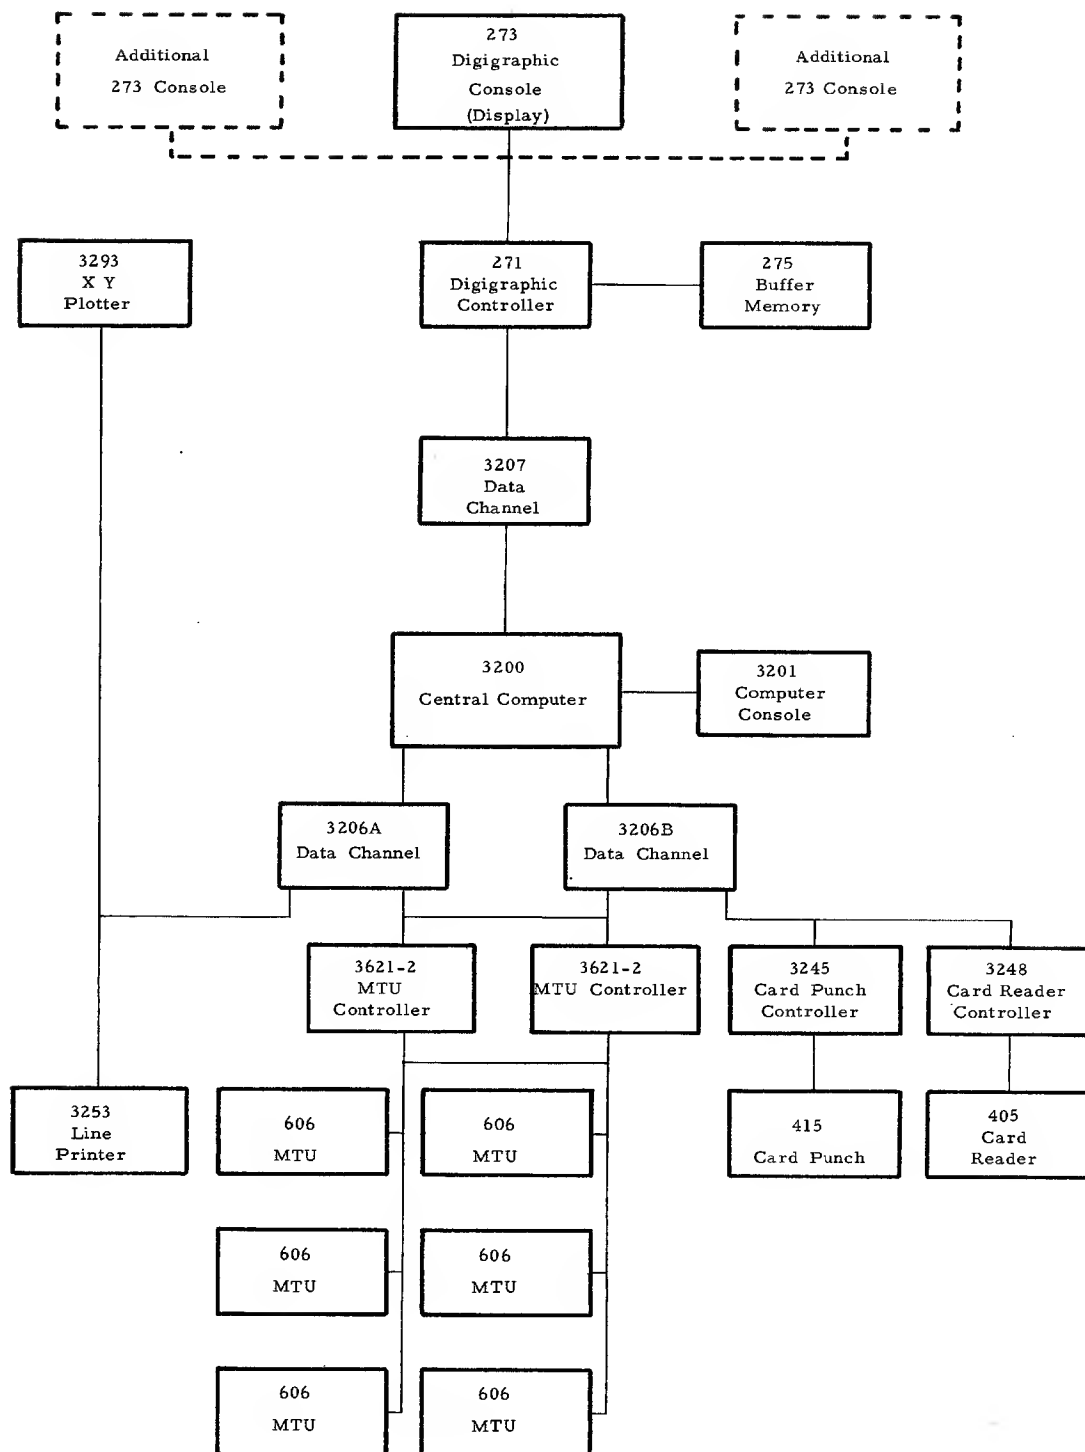 Additional
273 Console
273
Digigraphic
Console
(Display)
Additional
273 Console
3293
X Y
Plotter
271
Digigraphic
Controller
275
Buffer
Memory
3207
Data
Channel
3200
Central Computer
3201
Computer
Console
3206A
Data Channel
3206B
Data Channel
3621-2
MTU
Controller
3621-2
MTU Controller
3245
Card Punch
Controller
3248
Card Reader
Controller
3253
Line
Printer
606
MTU
606
MTU
415
Card Punch
405
Card
Reader
606
MTU
606
MTU
606
MTU
606
MTU